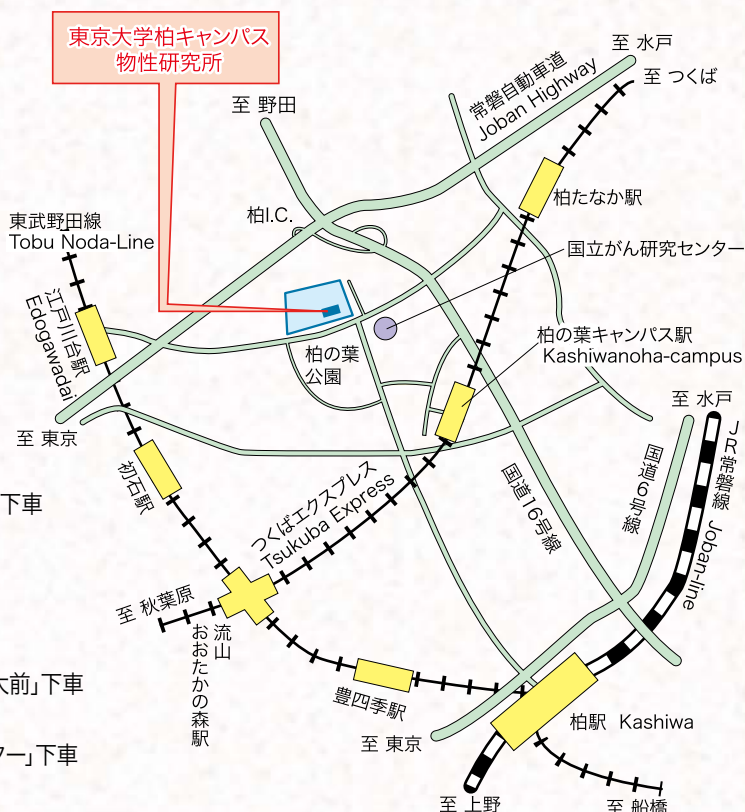 東京大学柏キャンパス
物性研究所
至 水戸
至 つくば
常磐自動車道
Joban Highway
至 野田
柏たなか駅
柏I.C.
東武野田線
Tobu Noda-Line
国立がん研究センター
江戸川台駅
Edogawadai
柏の葉
公園
柏の葉キャンパス駅
Kashiwanoha-campus
至 水戸
至 東京
初石駅
下車
つくばエクスプレス
Tsukuba Express
国道16号線
国道6号線
JR常磐線 Joban-line
至 秋葉原
流山
おおたかの森駅
大前」下車
豊四季駅
柏駅 Kashiwa
至 東京
ター」下車
至 上野
至 船橋